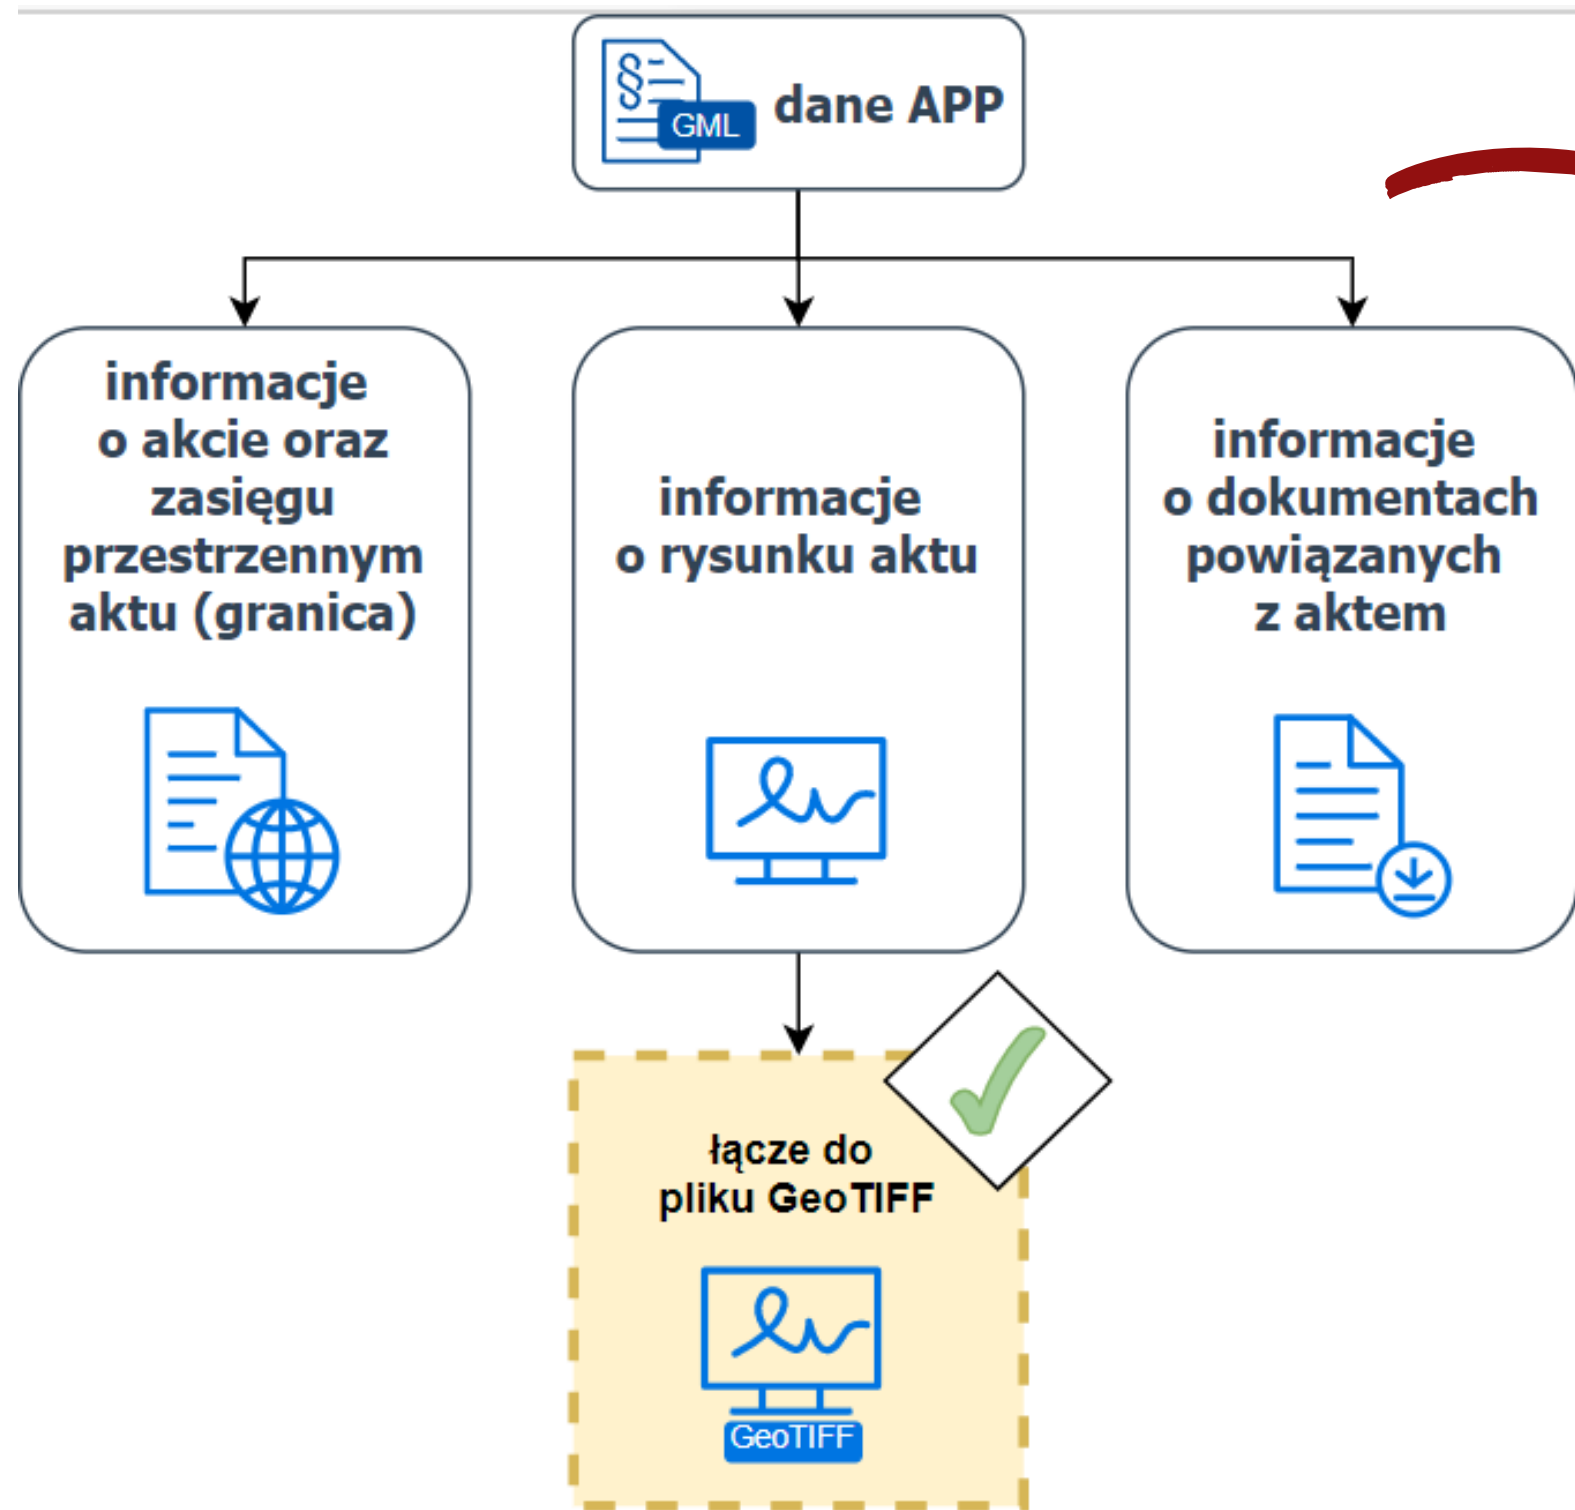 GML
dane APP
informacje
o akcie oraz
zasięgu
przestrzennym
aktu (granica)
informacje
o rysunku aktu
informacje
o dokumentach
powiązanych
z aktem
łącze do
pliku GeoTIFF
GeoTIFF